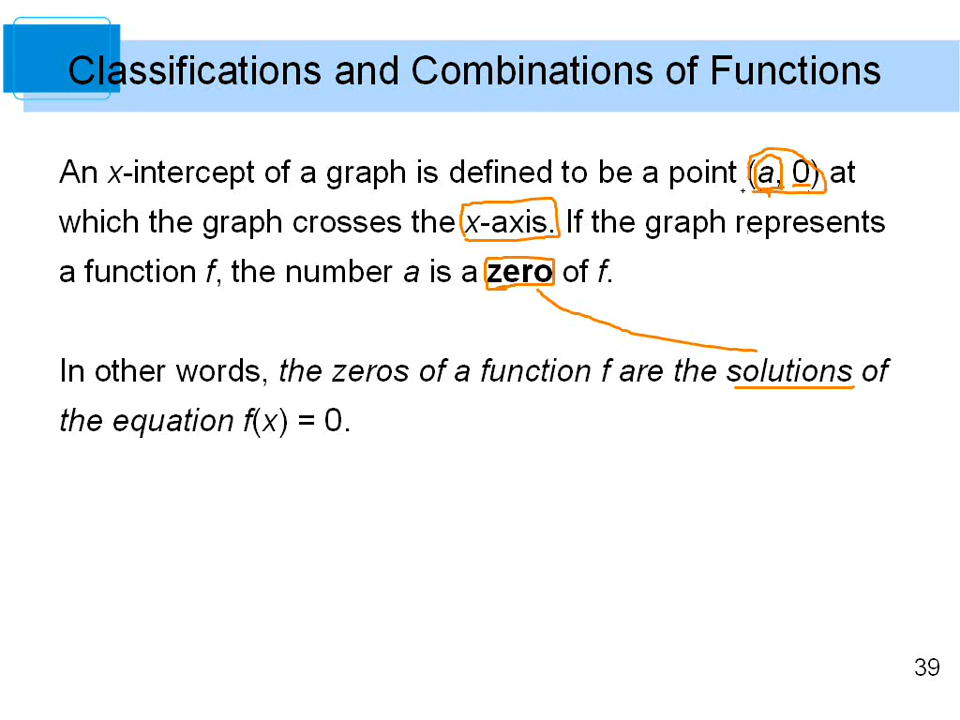 Classifications and Combinations of Functions
An x-intercept of a graph is defined to be a point (a, 0) at
which the graph crosses the x-axis. If the graph represents
a function f, the number a is a zero of f.
In other words, the zeros of a function f are the solutions of
the equation f(x) = 0.
39